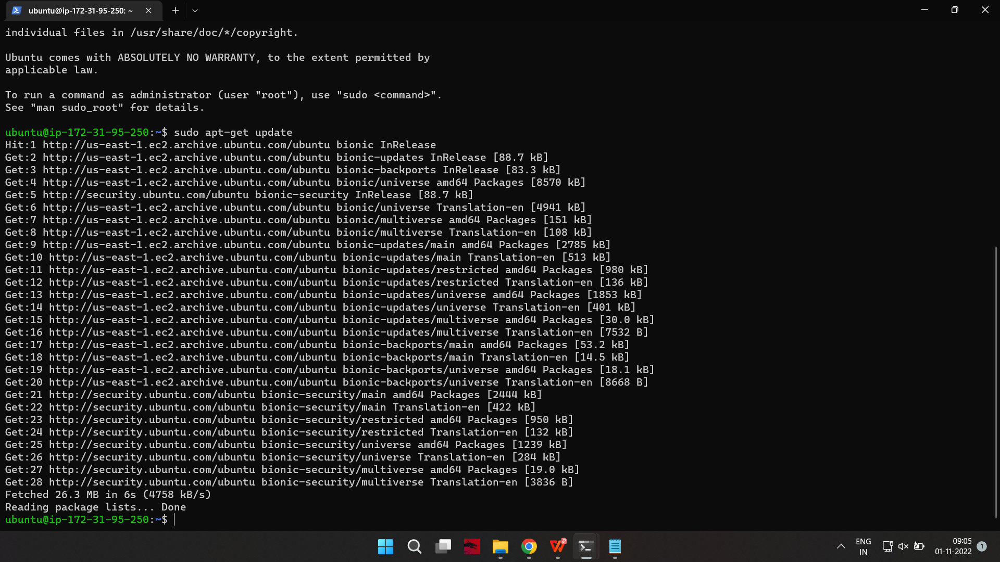 ubuntu@ip-172-31-95-250: ~
individual files in /usr/share/doc/*/copyright.
Ubuntu comes with ABSOLUTELY NO WARRANTY, to the extent permitted by
applicable law.
To run a command as administrator (user "root"), use "sudo <command>".
See "man sudo_root" for details.
ubuntu@ip-172-31-95-250:~$ sudo apt-get update
Hit:1 http://us-east-1.ec2.archive.ubuntu.com/ubuntu bionic InRelease
Get:2 http://us-east-1.ec2.archive.ubuntu.com/ubuntu bionic-updates InRelease [88.7 kB]
Get:3 http://us-east-1.ec2.archive.ubuntu.com/ubuntu bionic-backports InRelease [83.3 kB]
Get:4 http://us-east-1.ec2.archive.ubuntu.com/ubuntu bionic/universe amd64 Packages [8570 kB]
Get:5 http://security.ubuntu.com/ubuntu bionic-security InRelease [88.7 kB]
Get:6 http://us-east-1.ec2.archive.ubuntu.com/ubuntu bionic/universe Translation-en [4941 kB]
Get:7 http://us-east-1.ec2.archive.ubuntu.com/ubuntu bionic/multiverse amd64 Packages [151 kB]
Get:8 http://us-east-1.ec2.archive.ubuntu.com/ubuntu bionic/multiverse Translation-en [108 kB]
Get:9 http://us-east-1.ec2.archive.ubuntu.com/ubuntu bionic-updates/main amd64 Packages [2785 kB]
Get:10 http://us-east-1.ec2.archive.ubuntu.com/ubuntu bionic-updates/main Translation-en [513 kB]
Get:11 http://us-east-1.ec2.archive.ubuntu.com/ubuntu bionic-updates/restricted amd64 Packages [980 kB]
Get:12 http://us-east-1.ec2.archive.ubuntu.com/ubuntu bionic-updates/restricted Translation-en [136 kB]
Get:13 http://us-east-1.ec2.archive.ubuntu.com/ubuntu bionic-updates/universe amd64 Packages [1853 kB]
Get:14 http://us-east-1.ec2.archive.ubuntu.com/ubuntu bionic-updates/universe Translation-en [401 kB]
Get:15 http://us-east-1.ec2.archive.ubuntu.com/ubuntu bionic-updates/multiverse amd64 Packages [30.0 kB]
Get:16 http://us-east-1.ec2.archive.ubuntu.com/ubuntu bionic-updates/multiverse Translation-en [7532 B]
Get:17 http://us-east-1.ec2.archive.ubuntu.com/ubuntu bionic-backports/main amd64 Packages [53.2 kB]
Get:18 http://us-east-1.ec2.archive.ubuntu.com/ubuntu bionic-backports/main Translation-en [14.5 kB]
Get:19 http://us-east-1.ec2.archive.ubuntu.com/ubuntu bionic-backports/universe amd64 Packages [18.1 kB]
Get:20 http://us-east-1.ec2.archive.ubuntu.com/ubuntu bionic-backports/universe Translation-en [8668 B]
Get:21 http://security.ubuntu.com/ubuntu bionic-security/main amd64 Packages [2444 kB]
Get:22 http://security.ubuntu.com/ubuntu bionic-security/main Translation-en [422 kB]
Get:23 http://security.ubuntu.com/ubuntu bionic-security/restricted amd64 Packages [950 kB]
Get:24 http://security.ubuntu.com/ubuntu bionic-security/restricted Translation-en [132 kB]
Get:25 http://security.ubuntu.com/ubuntu bionic-security/universe amd64 Packages [1239 kB]
Get:26 http://security.ubuntu.com/ubuntu bionic-security/universe Translation-en [284 kB]
Get:27 http://security.ubuntu.com/ubuntu bionic-security/multiverse amd64 Packages [19.0 kB]
Get:28 http://security.ubuntu.com/ubuntu bionic-security/multiverse Translation-en [3836 B]
Fetched 26.3 MB in 6s (4758 kB/s)
Reading package lists... Done
ubuntu@ip-172-31-95-250:~$
ENG
IN
09:05
01-11-2022
1